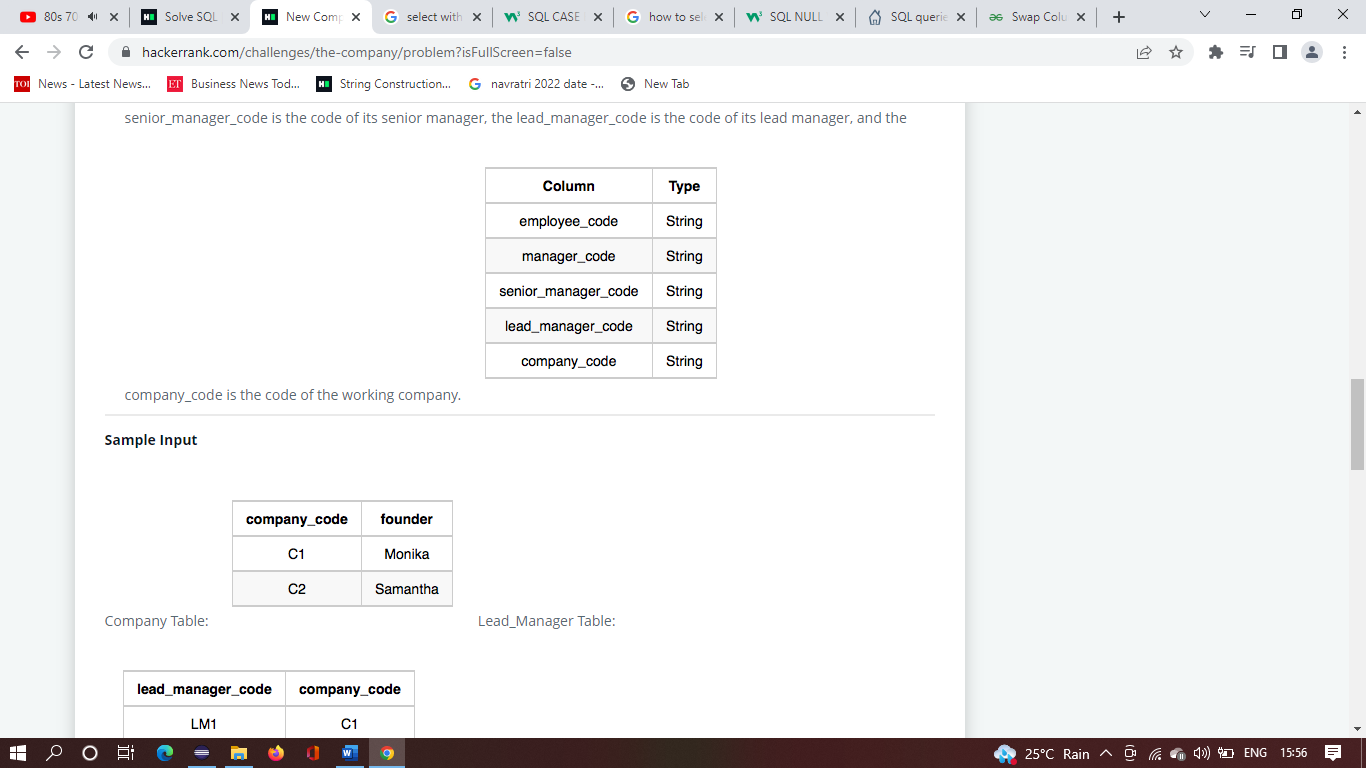 80s 70
Solve SQL
New Comp
select with
SQL CASE
how to sel
SQL NULL
SQL querie
Swap Colu
hackerrank.com/challenges/the-company/problem?isFullScreen=false
TOI News - Latest News...
ET Business News Tod...
String Construction...
navratri 2022 date -...
New Tab
senior_manager_code is the code of its senior manager, the lead_manager_code is the code of its lead manager, and the
Column Type
employee_code String
manager_code String
senior_manager_code String
lead_manager_code String
company_code String
company_code is the code of the working company.
Sample Input
company_code founder
C1 Monika
C2 Samantha
Company Table:
Lead_Manager Table:
lead_manager_code company_code
LM1 C1
25°C Rain
ENG
15:56